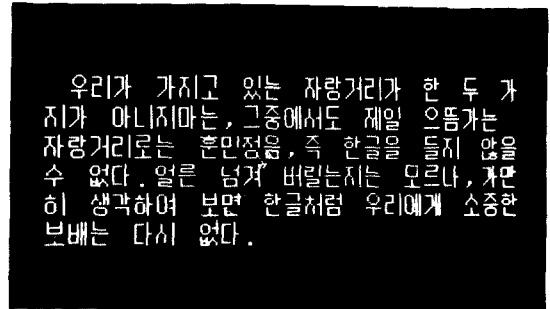 우리가 가지고 있는 자랑거리가 한 두 가
지가 아니지마는,그중에서도 제일 으뜸가는
자랑거리로는 훈민정음,즉 한글을 들지 않을
수 없다.얼른 넘겨 버릴는지는 모르나,가만
히 생각하여 보면 한글처럼 우리에게 소중한
보배는 다시 없다.